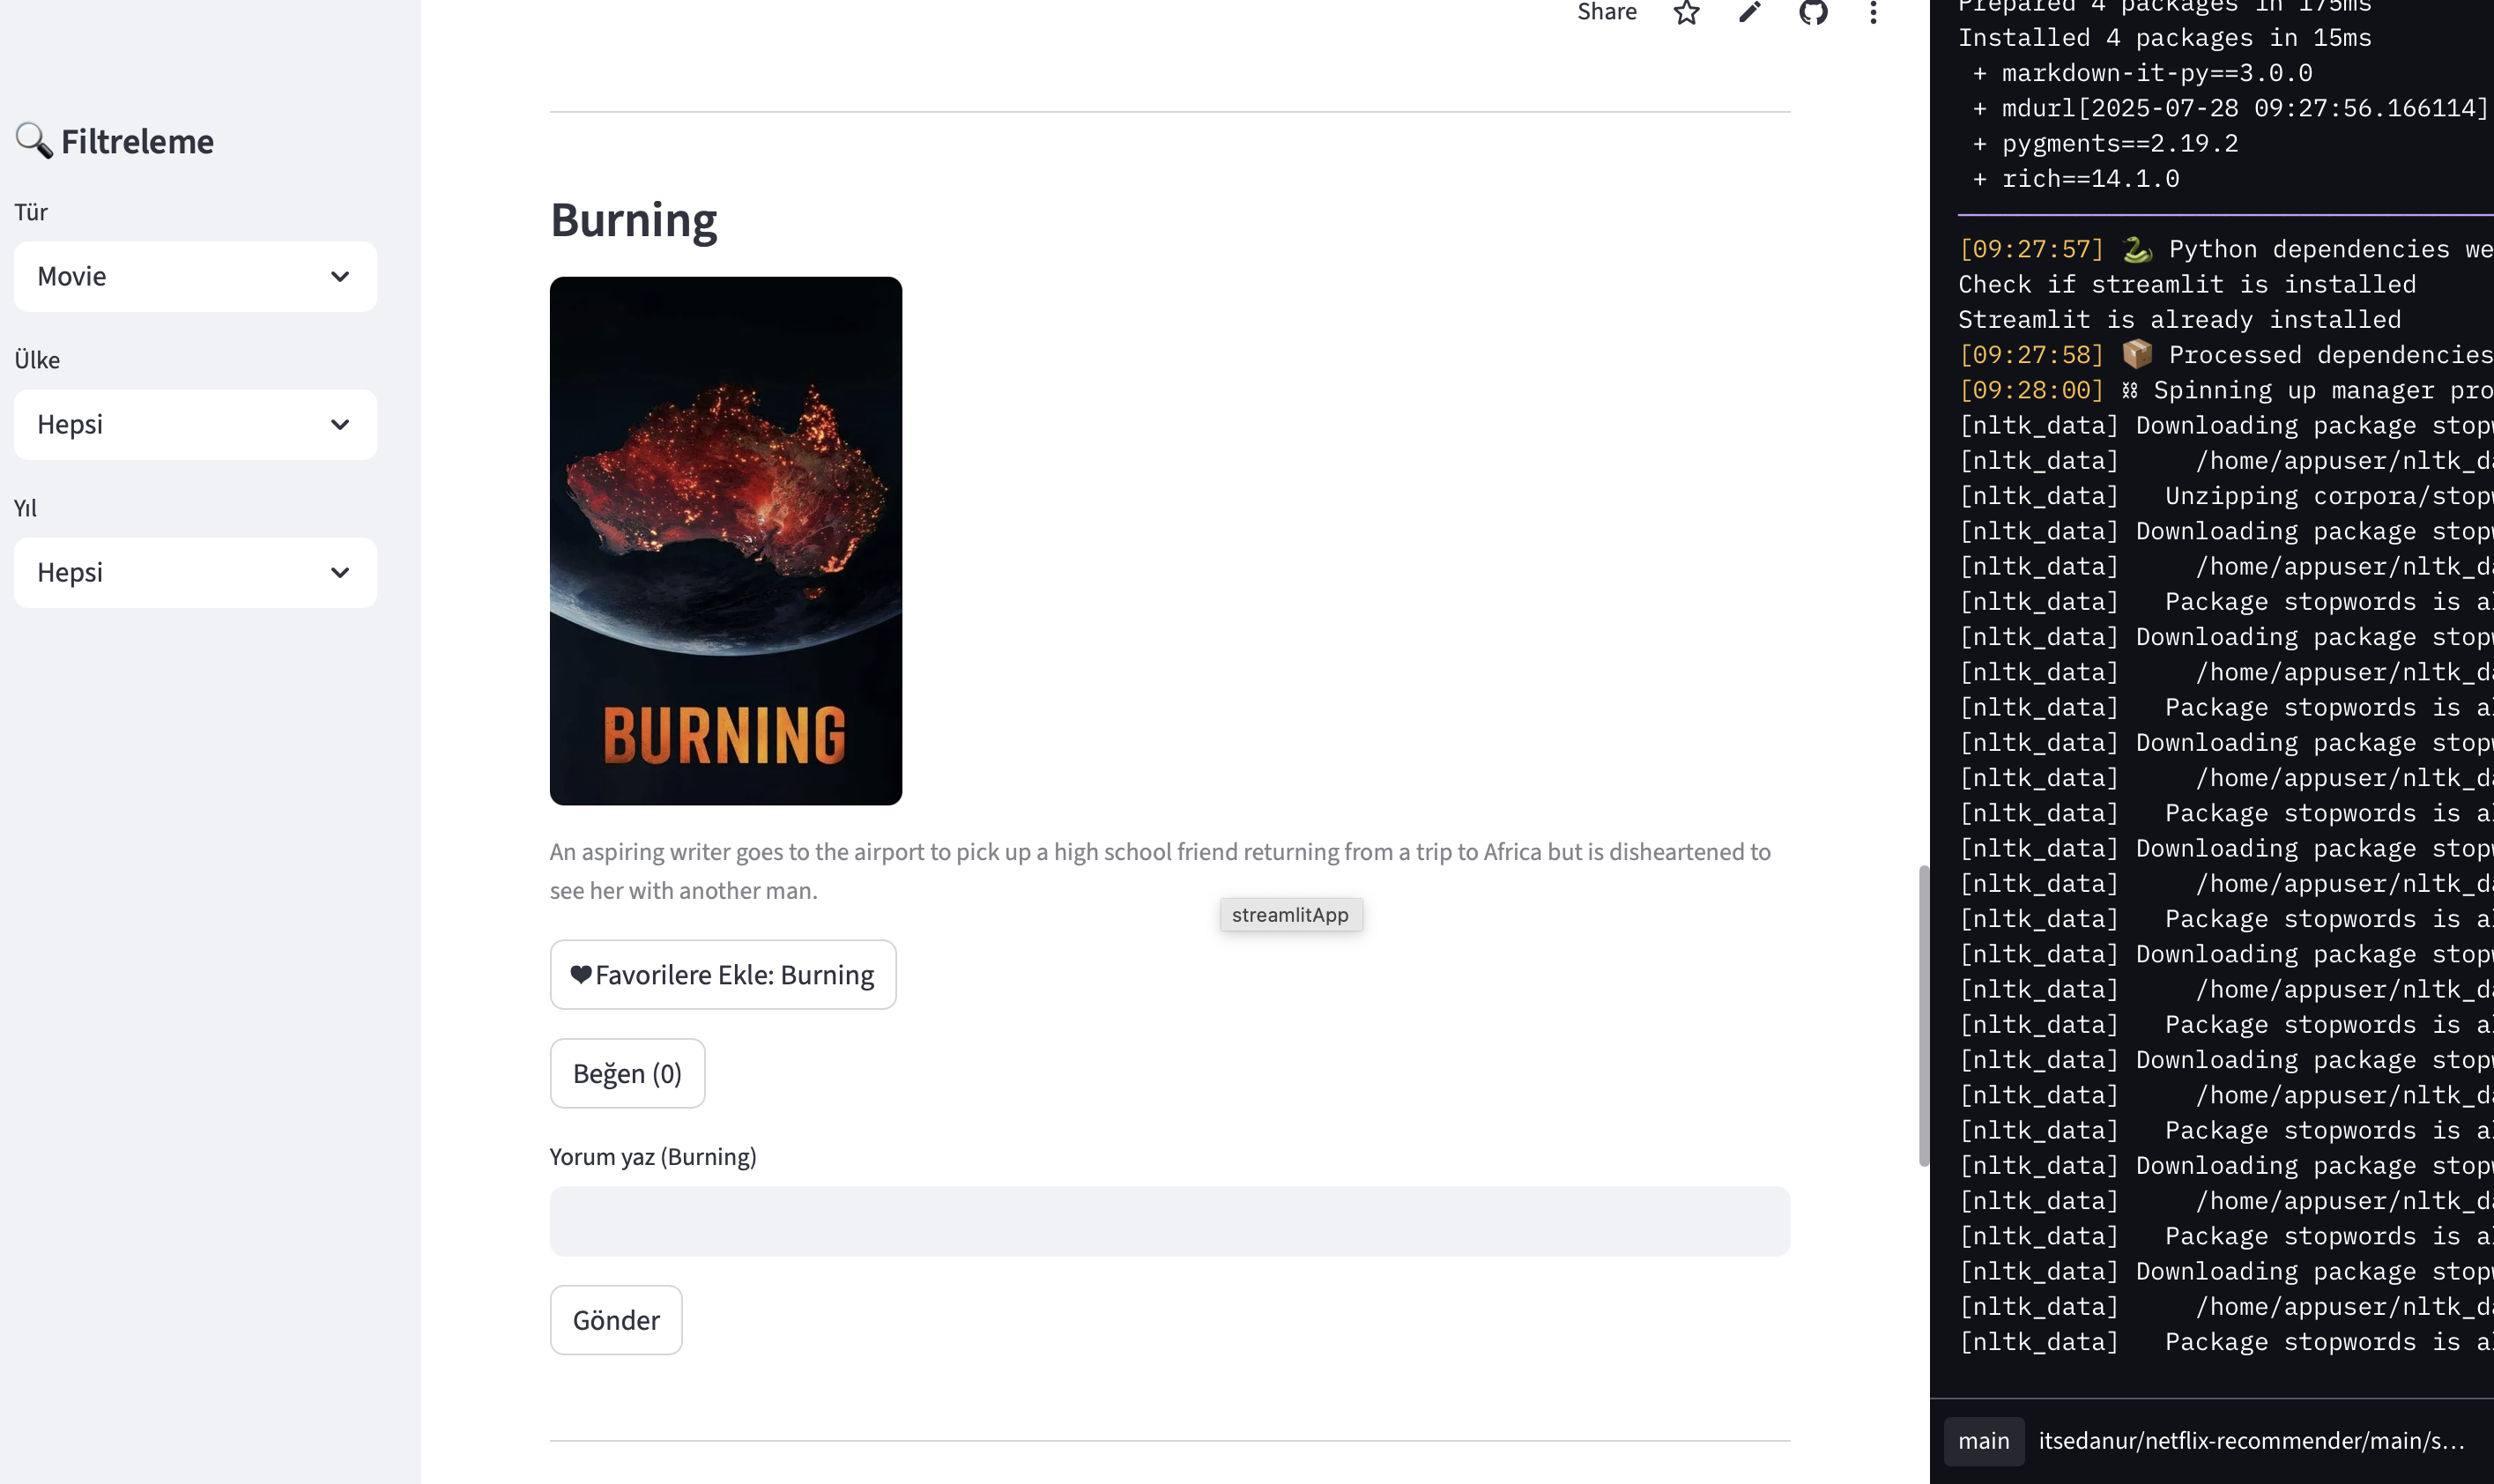 Share
🔍 Filtreleme
Tür
Movie
Ülke
Hepsi
Yıl
Hepsi
Burning
BURNING
An aspiring writer goes to the airport to pick up a high school friend returning from a trip to Africa but is disheartened to
see her with another man.
streamlitApp
❤Favorilere Ekle: Burning
Beğen (0)
Yorum yaz (Burning)
Gönder
Prepared 4 packages in 175ms
Installed 4 packages in 15ms
+ markdown-it-py==3.0.0
+ mdurl[2025-07-28 09:27:56.166114]
+ pygments==2.19.2
+ rich==14.1.0
[09:27:57] 🐍 Python dependencies we
Check if streamlit is installed
Streamlit is already installed
[09:27:58] 📦 Processed dependencies
[09:28:00] ⛓ Spinning up manager pro
[nltk_data] Downloading package stop
[nltk_data] /home/appuser/nltk_d
[nltk_data] Unzipping corpora/stop
[nltk_data] Downloading package stop
[nltk_data] /home/appuser/nltk_d
[nltk_data] Package stopwords is a
[nltk_data] Downloading package stop
[nltk_data] /home/appuser/nltk_d
[nltk_data] Package stopwords is a
[nltk_data] Downloading package stop
[nltk_data] /home/appuser/nltk_d
[nltk_data] Package stopwords is a
[nltk_data] Downloading package stop
[nltk_data] /home/appuser/nltk_d
[nltk_data] Package stopwords is a
[nltk_data] Downloading package stop
[nltk_data] /home/appuser/nltk_d
[nltk_data] Package stopwords is a
[nltk_data] Downloading package stop
[nltk_data] /home/appuser/nltk_d
[nltk_data] Package stopwords is a
[nltk_data] Downloading package stop
[nltk_data] /home/appuser/nltk_d
[nltk_data] Package stopwords is a
[nltk_data] Downloading package stop
[nltk_data] /home/appuser/nltk_d
[nltk_data] Package stopwords is a
main itsedanur/netflix-recommender/main/s…